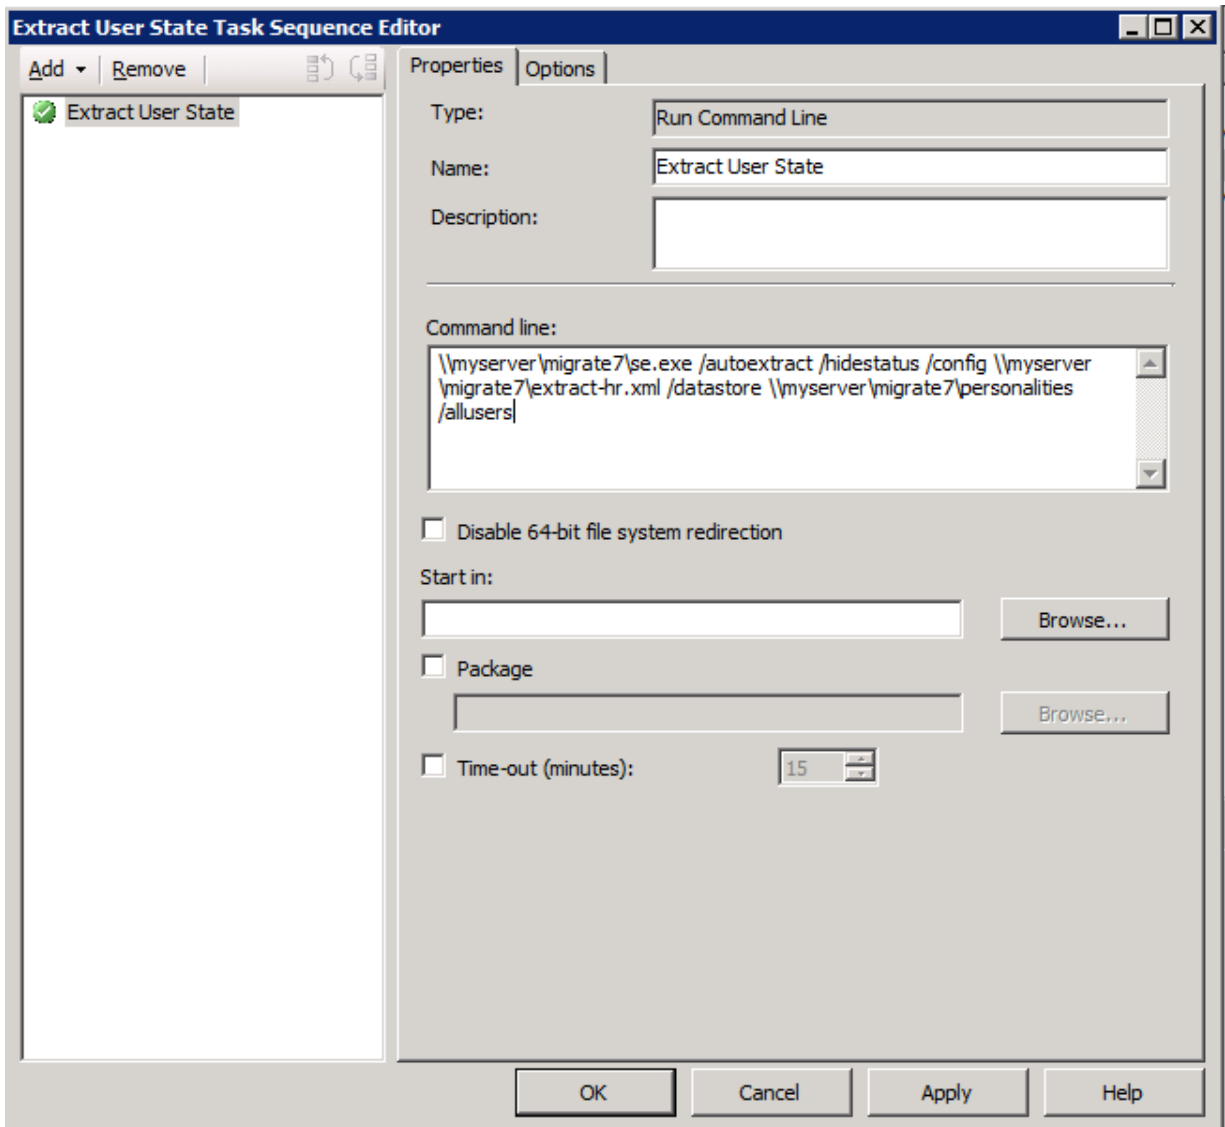 Extract User State Task Sequence Editor
Add Remove
Properties Options
Extract User State
Type: Run Command Line
Name: Extract User State
Description:
Command line:
\\myserver\migrate7\se.exe /autoextract /hidestatus /config \\myserver
\migrate7\extract-hr.xml /datastore \\myserver\migrate7\personalities
/allusers
Disable 64-bit file system redirection
Start in:
Browse...
Package
Browse...
Time-out (minutes): 15
OK Cancel Apply Help